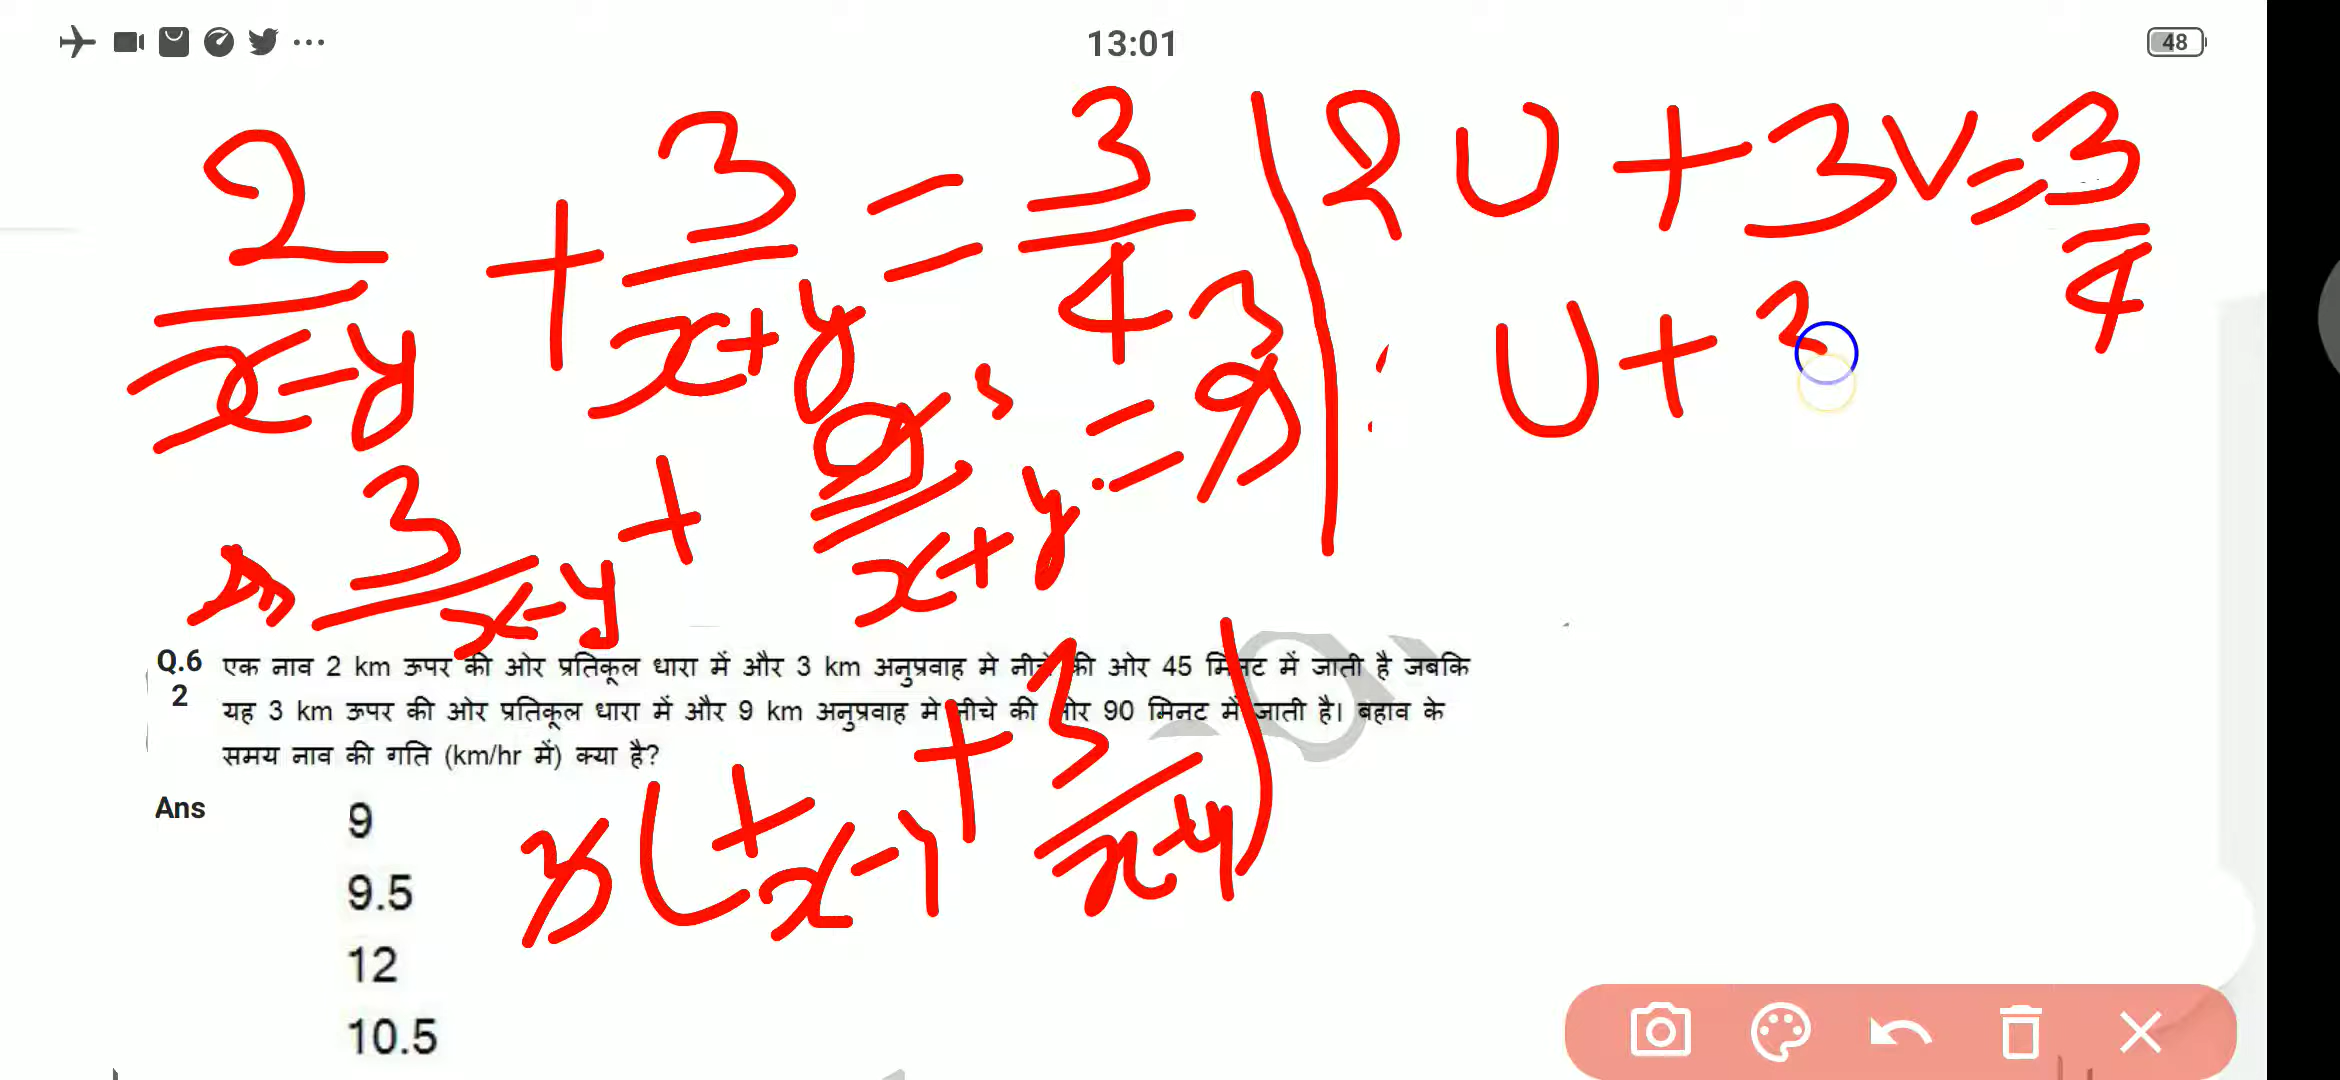 13:01
48
2/x-y + 3/x+y = 3/4
2U + 3V = 3/4
U + 3
3/x-y + 9/x+y = 9
Q.62 एक नाव 2 km ऊपर की ओर प्रतिकूल धारा में और 3 km अनुप्रवाह मे नीचे की ओर 45 मिनट में जाती है जबकि
यह 3 km ऊपर की ओर प्रतिकूल धारा में और 9 km अनुप्रवाह मे नीचे की ओर 90 मिनट में जाती है। बहाव के
समय नाव की गति (km/hr में) क्या है?
Ans
9
9.5
12
10.5